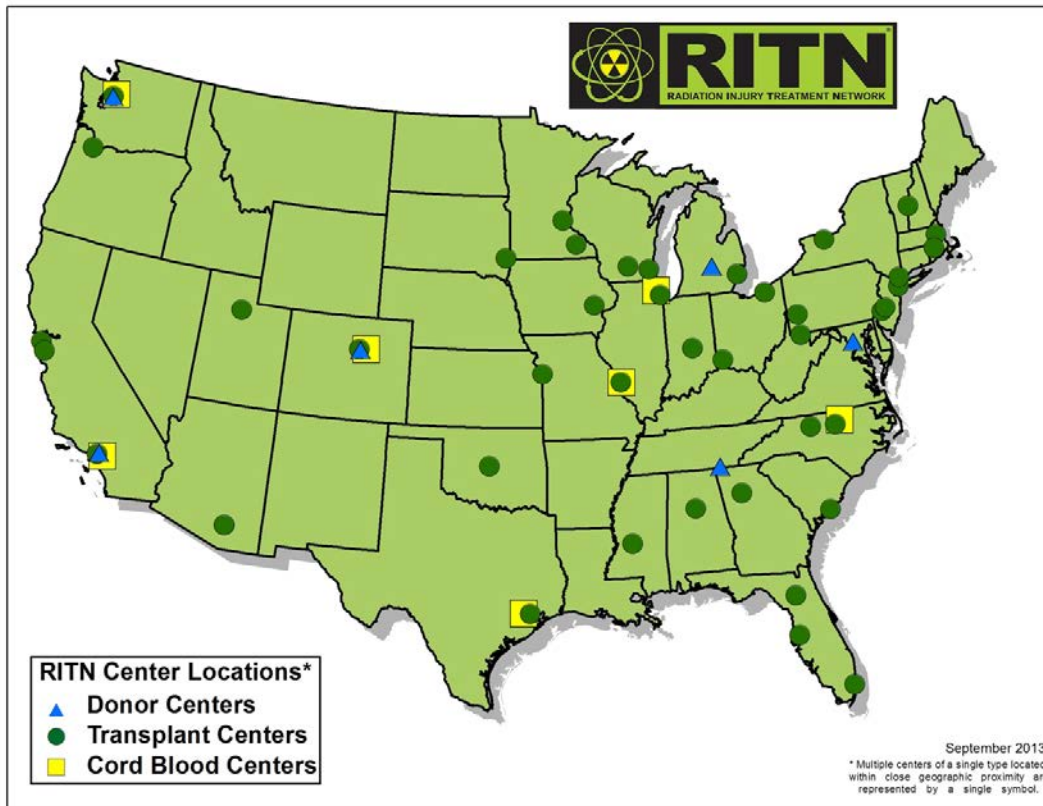 RITN®
RADIATION INJURY TREATMENT NETWORK
RITN Center Locations*
Donor Centers
Transplant Centers
Cord Blood Centers
September 2013
* Multiple centers of a single type located
within close geographic proximity ar
represented by a single symbol.